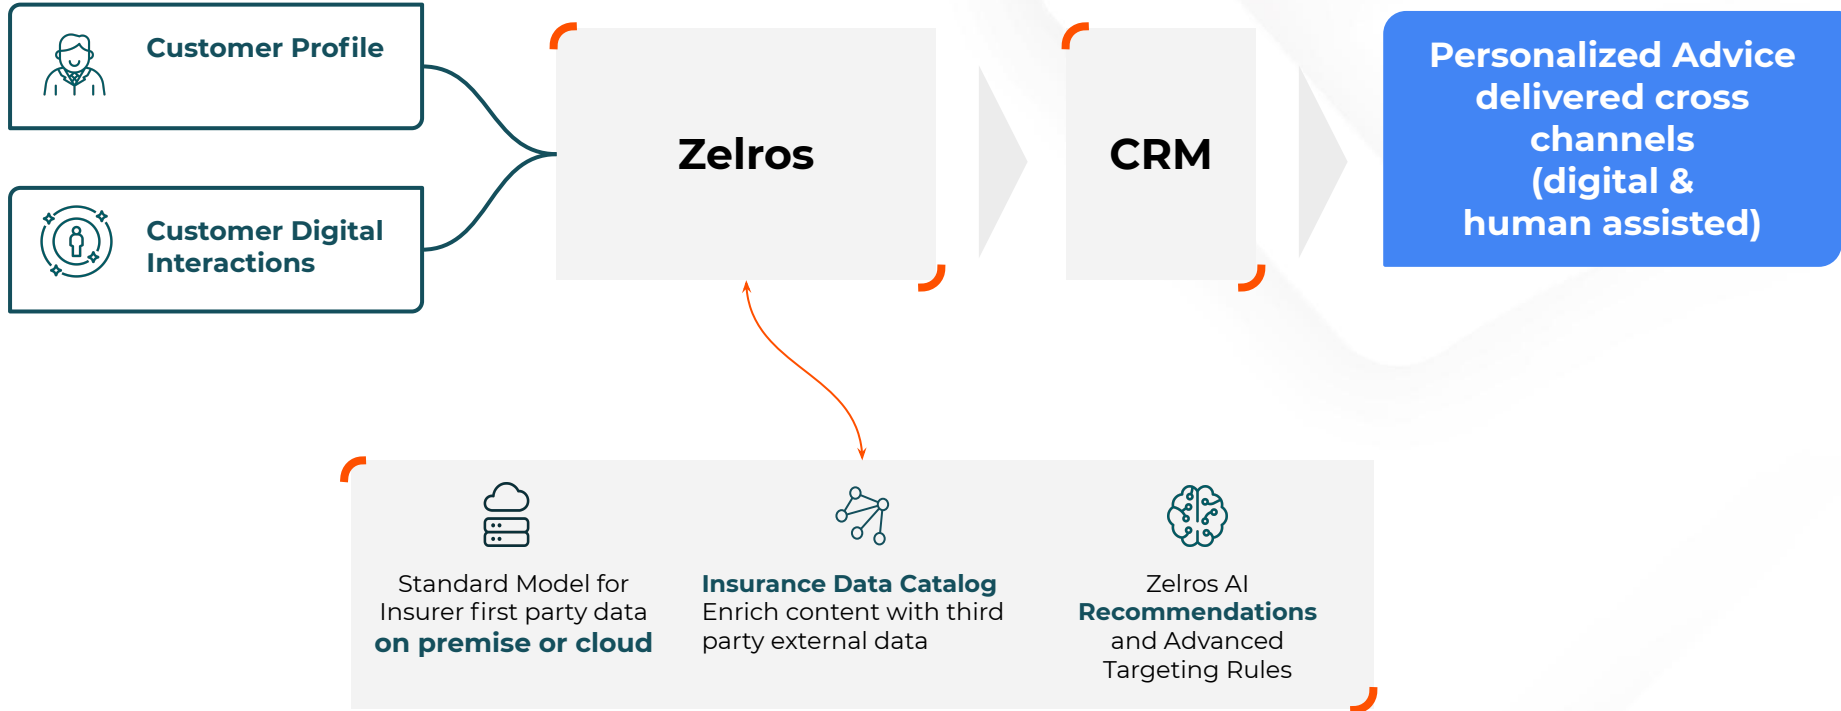 Customer Profile
Customer Digital
Interactions
Zelros
CRM
Personalized Advice
delivered cross
channels
(digital &
human assisted)
Standard Model for
Insurer first party data
on premise or cloud
Insurance Data Catalog
Enrich content with third
party external data
Zelros AI
Recommendations
and Advanced
Targeting Rules